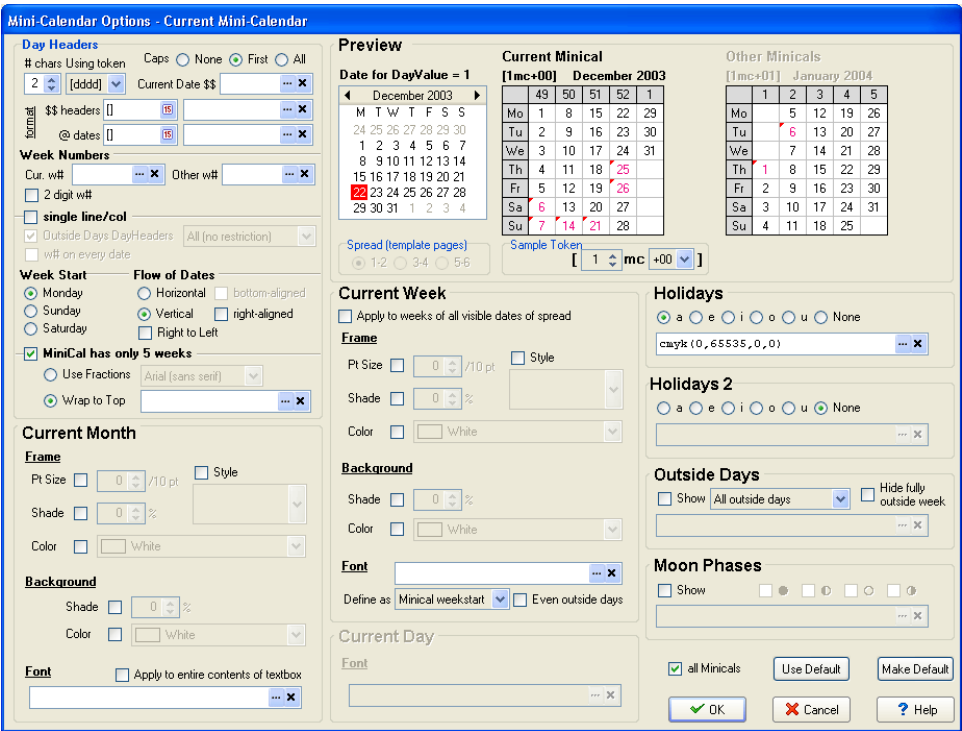 Mini-Calendar Options - Current Mini-Calendar
Day Headers
# chars Using token
Caps None First All
2 [dddd] Current Date $$ ...
format
$$ headers [] 15 ...
@ dates [] 15 ...
Week Numbers
Cur. w# ... Other w# ...
2 digit w#
single line/col
Outside Days DayHeaders All (no restriction)
w# on every date
Week Start Flow of Dates
Monday Horizontal bottom-aligned
Sunday Vertical right-aligned
Saturday Right to Left
MiniCal has only 5 weeks
Use Fractions Arial (sans serif)
Wrap to Top ...
Current Month
Frame
Pt Size 0 /10 pt Style
Shade 0 %
Color White
Background
Shade 0 %
Color White
Font Apply to entire contents of textbox
...
Preview
Date for DayValue = 1
December 2003
M T W T F S S
24 25 26 27 28 29 30
1 2 3 4 5 6 7
8 9 10 11 12 13 14
15 16 17 18 19 20 21
22 23 24 25 26 27 28
29 30 31 1 2 3 4
Current Minical
[1mc+00] December 2003
49 50 51 52 1
Mo 1 8 15 22 29
Tu 2 9 16 23 30
We 3 10 17 24 31
Th 4 11 18 25
Fr 5 12 19 26
Sa 6 13 20 27
Su 7 14 21 28
Other Minicals
[1mc+01] January 2004
1 2 3 4 5
Mo 5 12 19 26
Tu 6 13 20 27
We 7 14 21 28
Th 1 8 15 22 29
Fr 2 9 16 23 30
Sa 3 10 17 24 31
Su 4 11 18 25
Spread (template pages)
1-2 3-4 5-6
Sample Token
[ 1 mc +00 ]
Current Week
Apply to weeks of all visible dates of spread
Frame
Pt Size 0 /10 pt Style
Shade 0 %
Color White
Background
Shade 0 %
Color White
Font ...
Define as Minical weekstart Even outside days
Current Day
Font
...
Holidays
a e i o u None
cmyk(0,65535,0,0) ...
Holidays 2
a e i o u None
...
Outside Days
Show All outside days Hide fully
outside week
...
Moon Phases
Show
...
all Minicals Use Default Make Default
OK Cancel ? Help